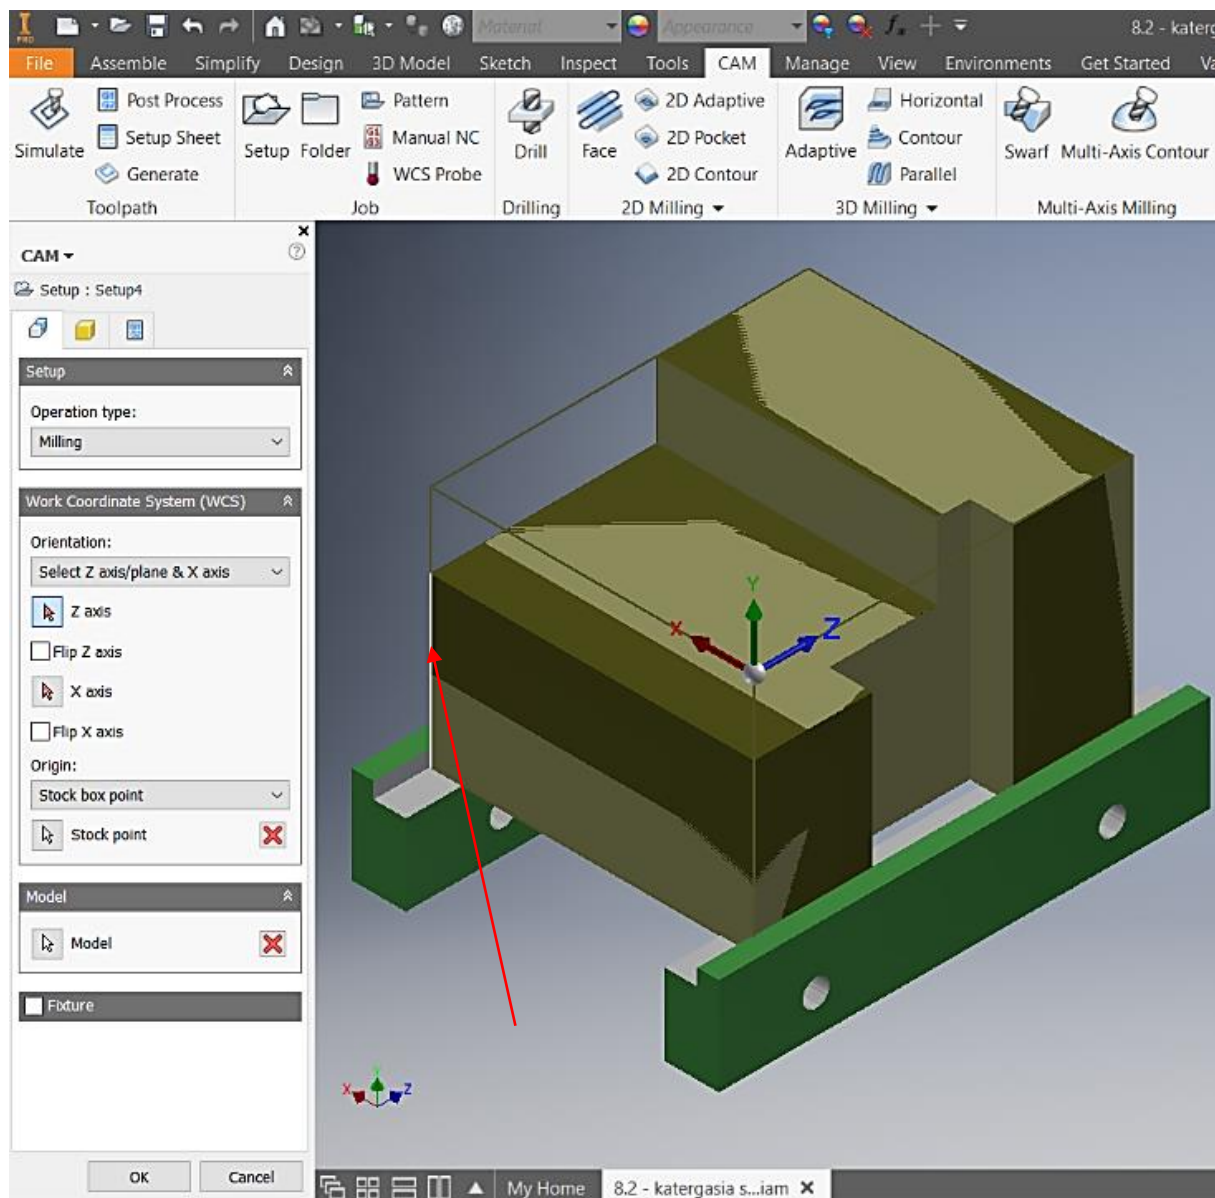 PRO
Material
Appearance
8.2 - katerg
File Assemble Simplify Design 3D Model Sketch Inspect Tools CAM Manage View Environments Get Started Va
Simulate
Post Process
Setup Sheet
Generate
Toolpath
Setup
Folder
Pattern
Manual NC
WCS Probe
Job
Drill
Drilling
Face
2D Adaptive
2D Pocket
2D Contour
2D Milling
Adaptive
Horizontal
Contour
Parallel
3D Milling
Swarf
Multi-Axis Contour
Multi-Axis Milling
CAM
Setup : Setup4
Setup
Operation type:
Milling
Work Coordinate System (WCS)
Orientation:
Select Z axis/plane & X axis
Z axis
Flip Z axis
X axis
Flip X axis
Origin:
Stock box point
Stock point
Model
Model
Fixture
OK
Cancel
Y
X
Z
X
Y
Z
My Home
8.2 - katergasia s...iam